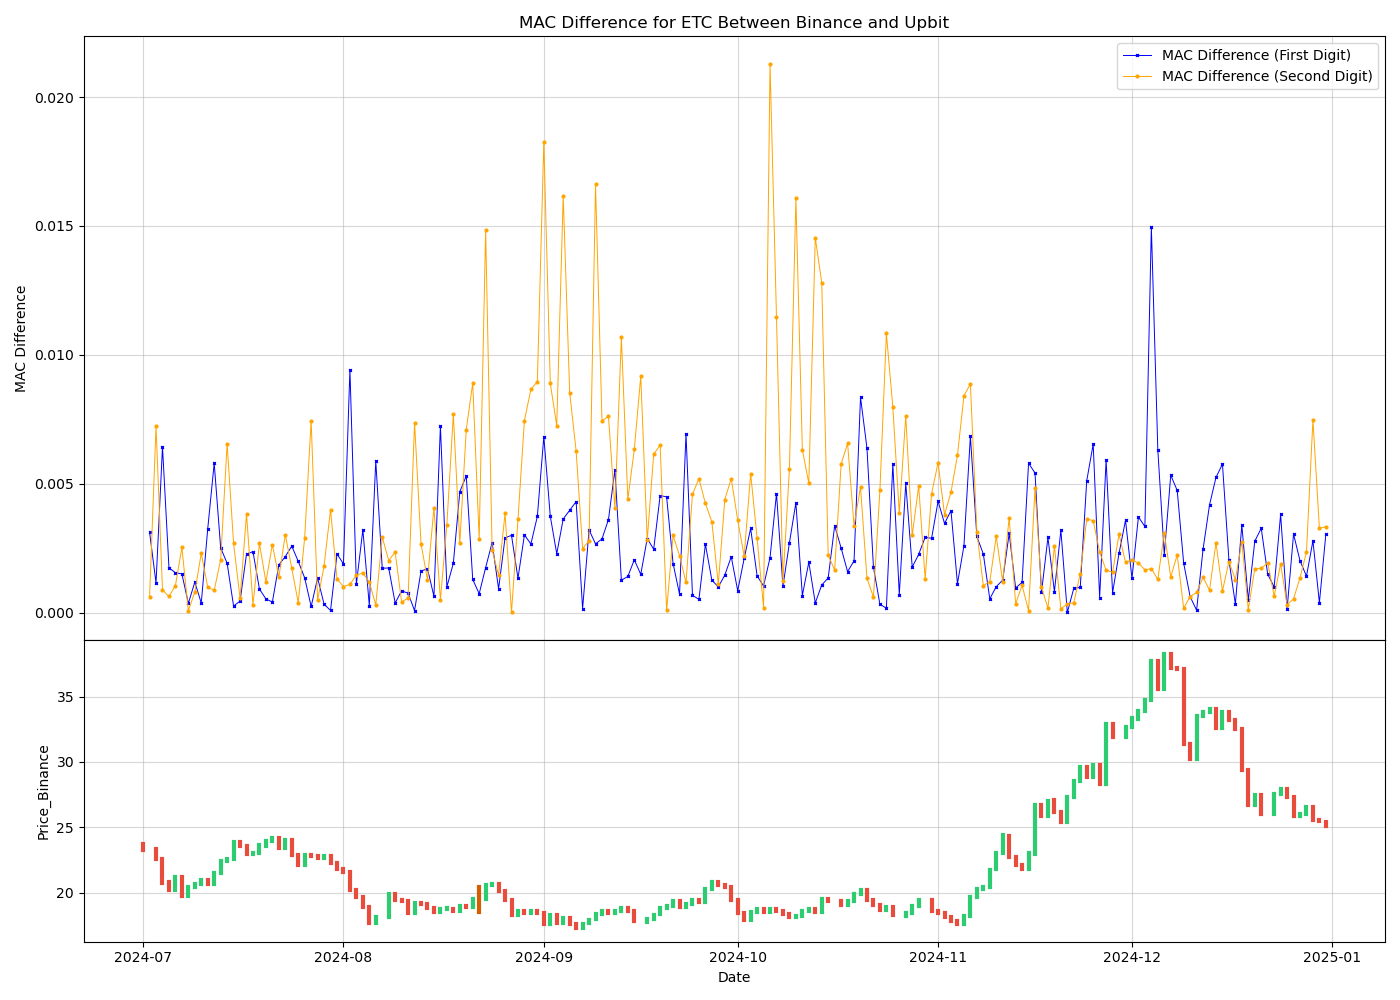 MAC Difference for ETC Between Binance and Upbit
MAC Difference (First Digit)
MAC Difference (Second Digit)
MAC Difference
0.020
0.015
0.010
0.005
0.000
Price_Binance
35
30
25
20
2024-07
2024-08
2024-09
2024-10
2024-11
2024-12
2025-01
Date